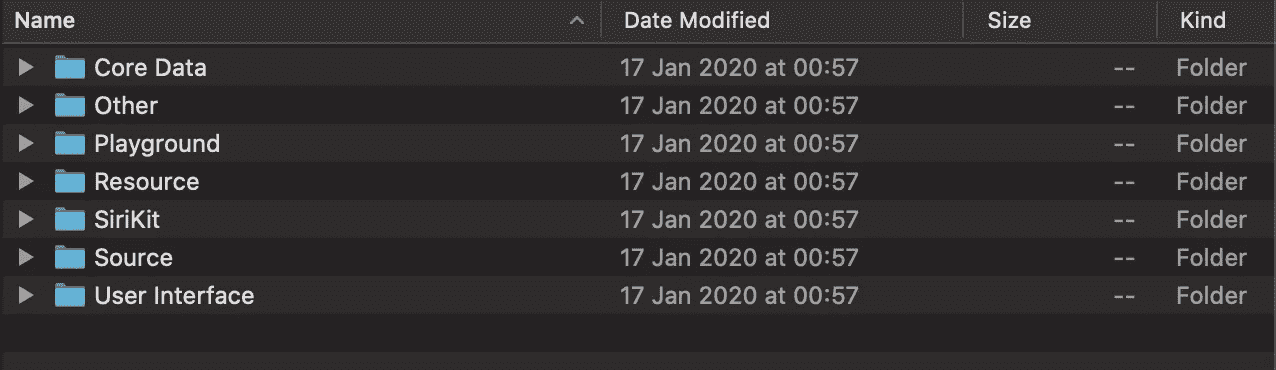 Name Date Modified Size Kind
Core Data 17 Jan 2020 at 00:57 -- Folder
Other 17 Jan 2020 at 00:57 -- Folder
Playground 17 Jan 2020 at 00:57 -- Folder
Resource 17 Jan 2020 at 00:57 -- Folder
SiriKit 17 Jan 2020 at 00:57 -- Folder
Source 17 Jan 2020 at 00:57 -- Folder
User Interface 17 Jan 2020 at 00:57 -- Folder